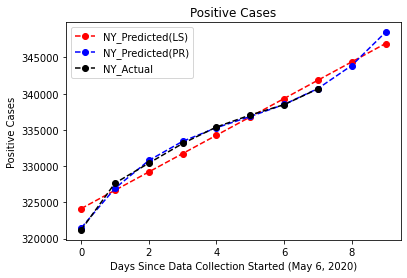 Positive Cases
NY_Predicted(LS)
NY_Predicted(PR)
NY_Actual
Positive Cases
345000
340000
335000
330000
325000
320000
0 2 4 6 8
Days Since Data Collection Started (May 6, 2020)